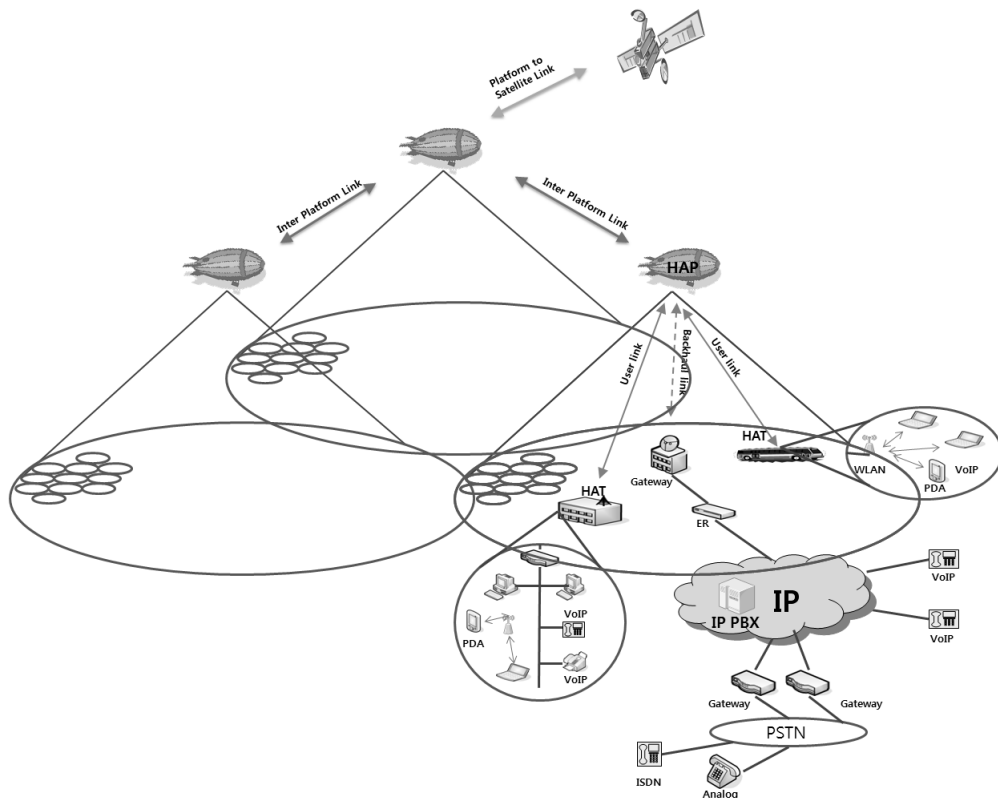 Platform to
Satellite Link
Inter Platform Link
Inter Platform Link
HAP
User link
Backhaul link
User link
HAT
WLAN
VoIP
PDA
Gateway
HAT
ER
VoIP
PDA
VoIP
IP
IP PBX
VoIP
VoIP
Gateway
Gateway
PSTN
ISDN
Analog